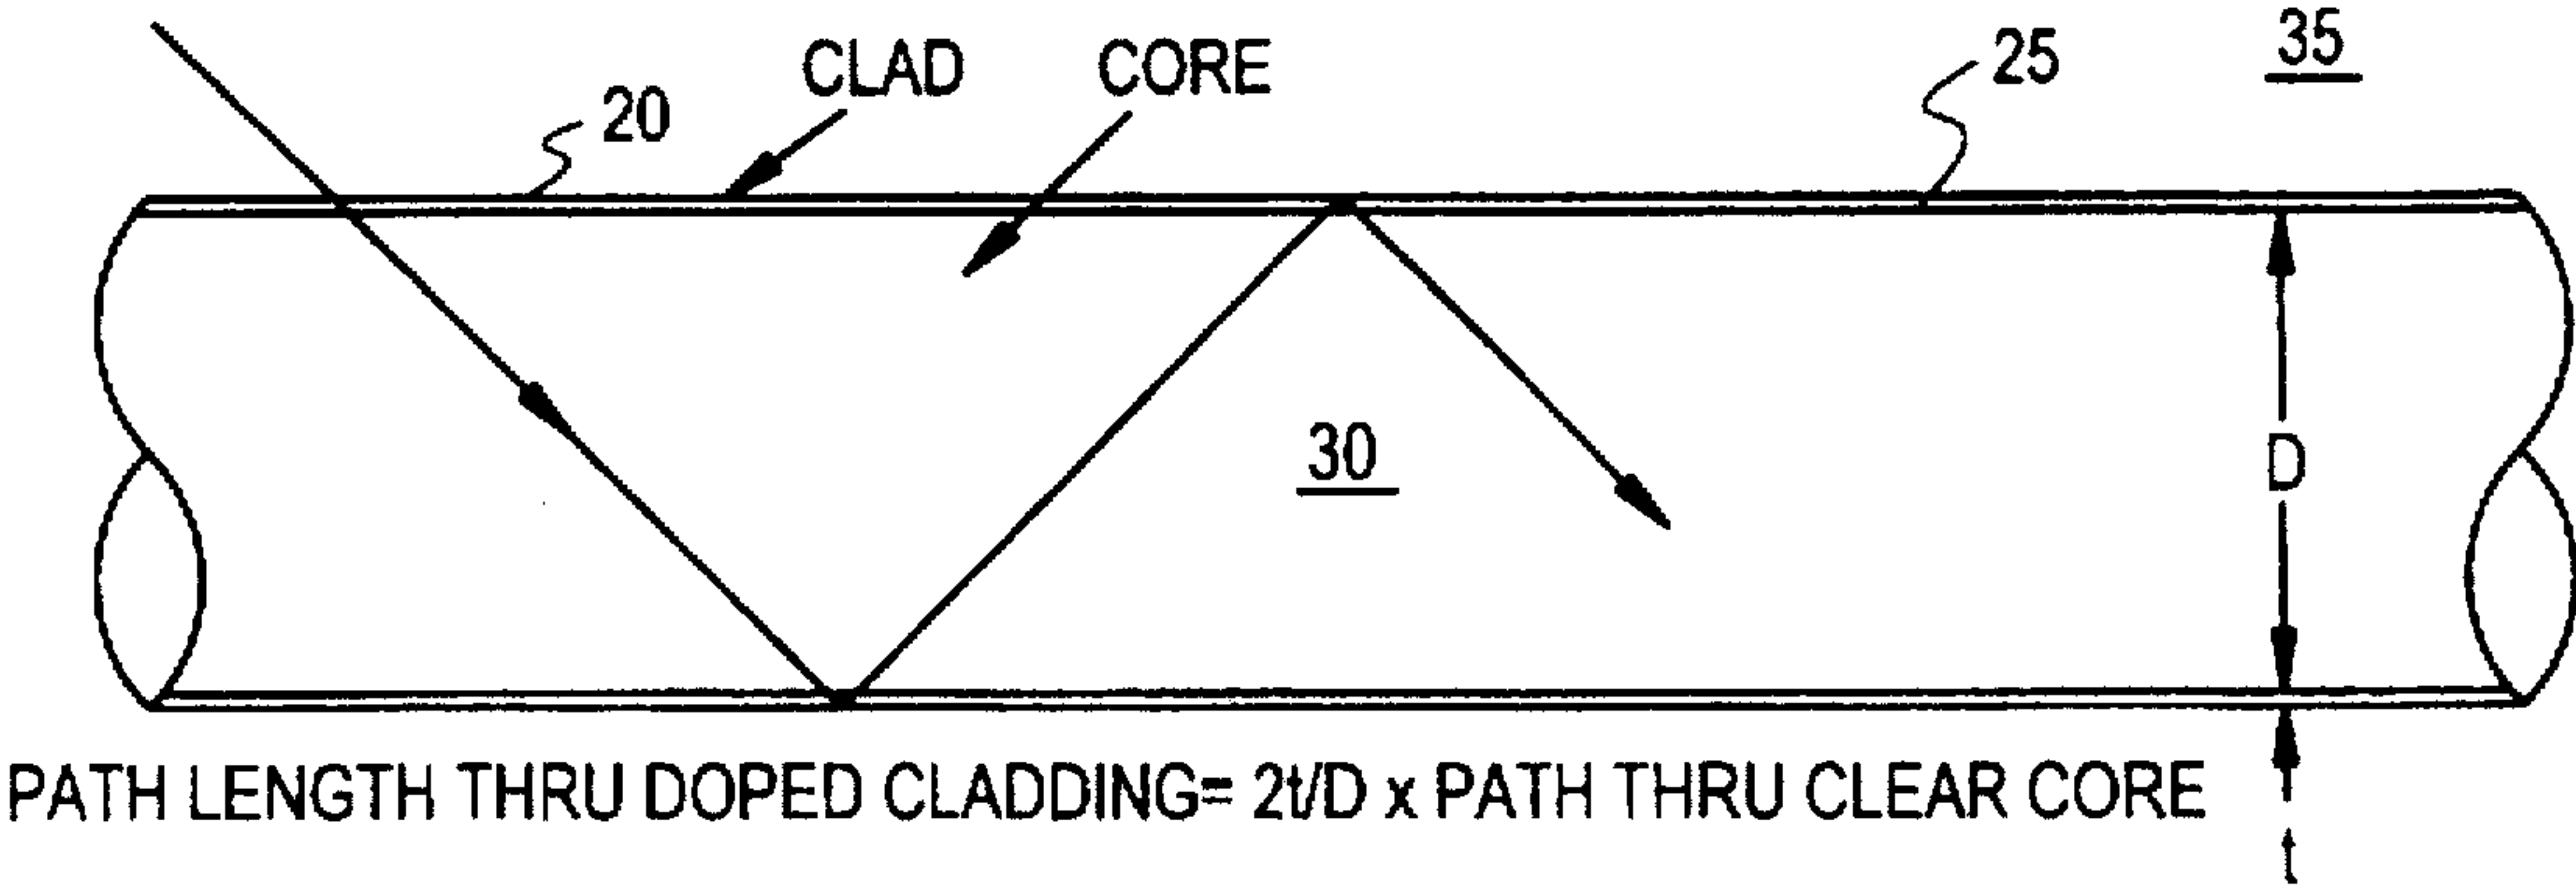 35
25
CLAD CORE
20
30
D
PATH LENGTH THRU DOPED CLADDING= 2t/D x PATH THRU CLEAR CORE
t